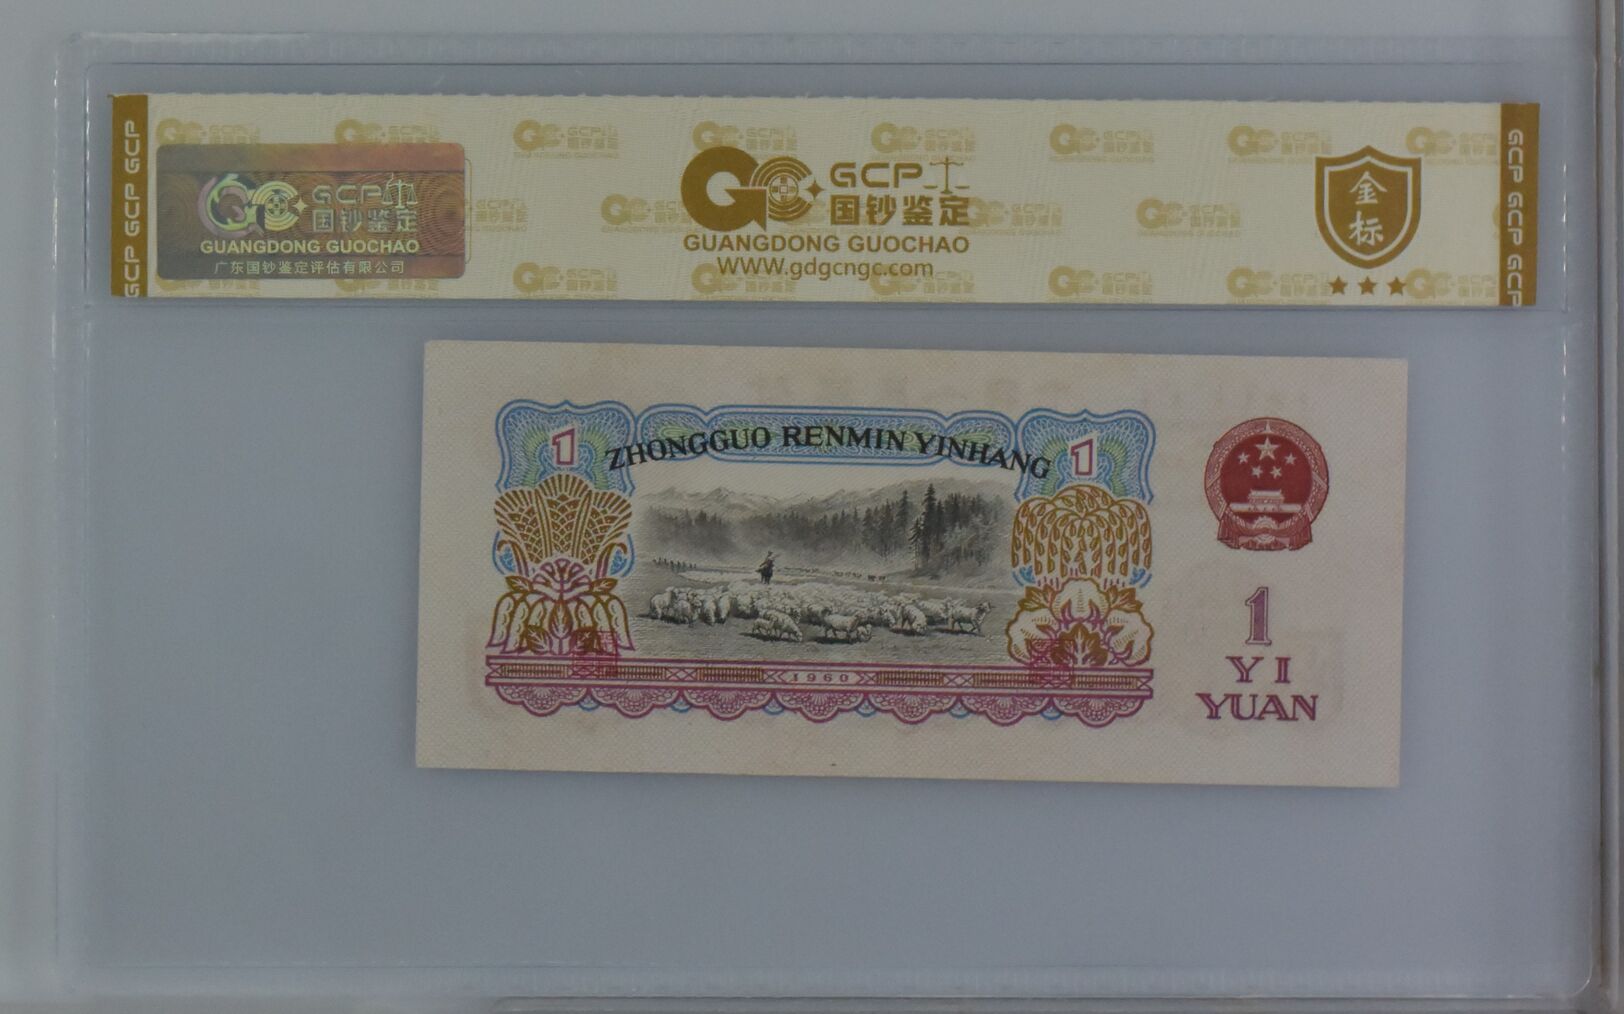 GCP GCP GCP
GCP
国钞鉴定
GUANGDONG GUOCHAO
广东国钞鉴定评估有限公司
GCP
国钞鉴定
GUANGDONG GUOCHAO
WWW.gdgcngc.com
金
标
GCP GCP GCP
1
ZHONGGUO RENMIN YINHANG
1
1960
1
YI
YUAN